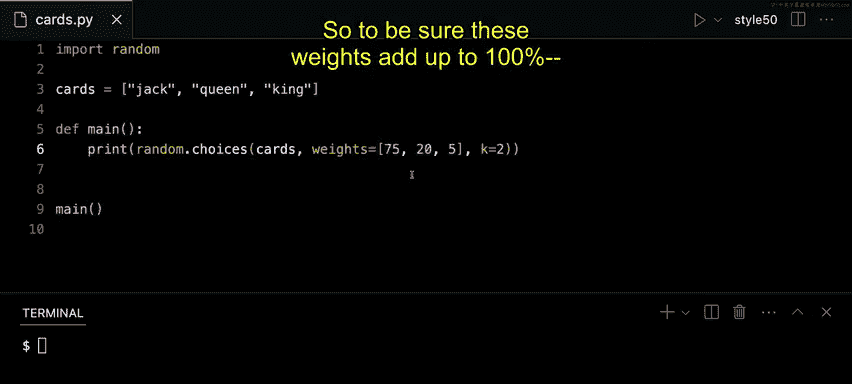 cards.py
style50
So to be sure these
weights add up to 100%--
1 import random
2
3 cards = ["jack", "queen", "king"]
4
5 def main():
6     print(random.choices(cards, weights=[75, 20, 5], k=2))
7
8
9 main()
10
TERMINAL
$